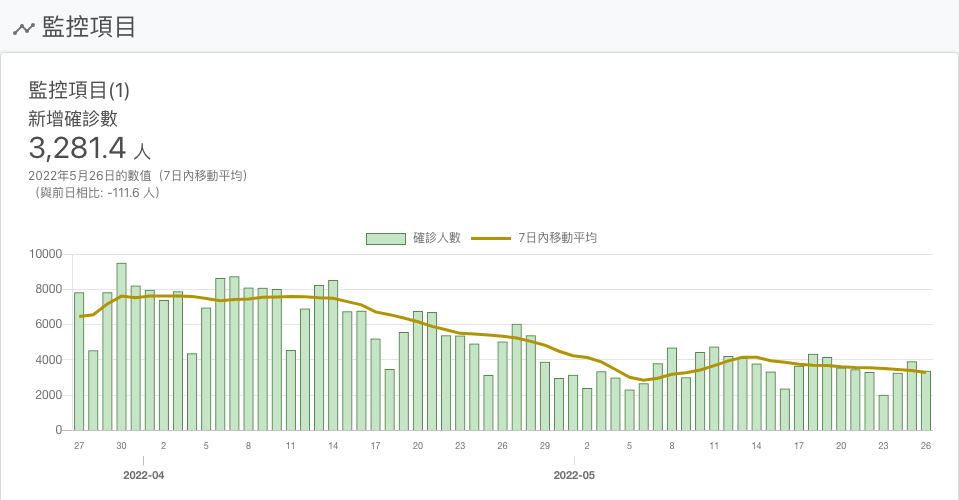 監控項目
監控項目(1)
新增確診數
3,281.4 人
2022年5月26日的數值（7日內移動平均）
（與前日相比: -111.6 人）
確診人數 7日內移動平均
10000
8000
6000
4000
2000
0
27 30 2 5 8 11 14 17 20 23 26 29 2 5 8 11 14 17 20 23 26
2022-04 2022-05